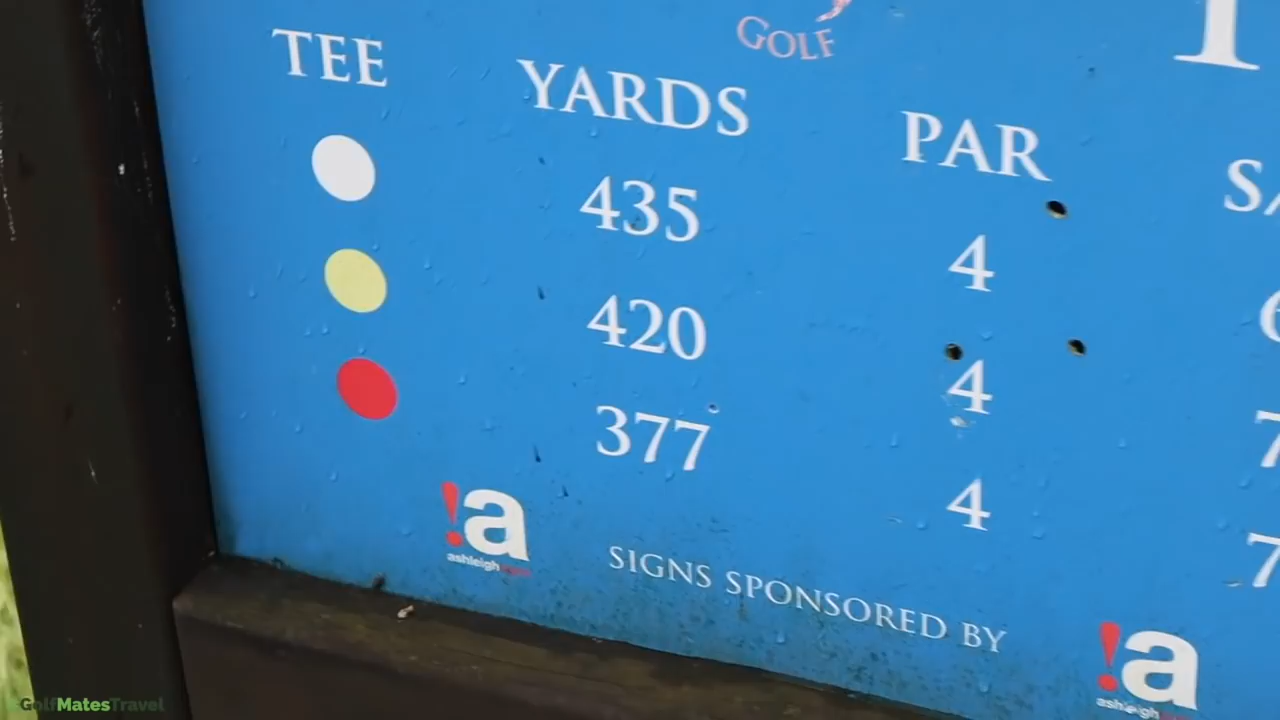 GOLF
TEE YARDS PAR
435 4
420 4
377 4
!a
ashleigh
SIGNS SPONSORED BY
!a
ashleigh
GolfMatesTravel